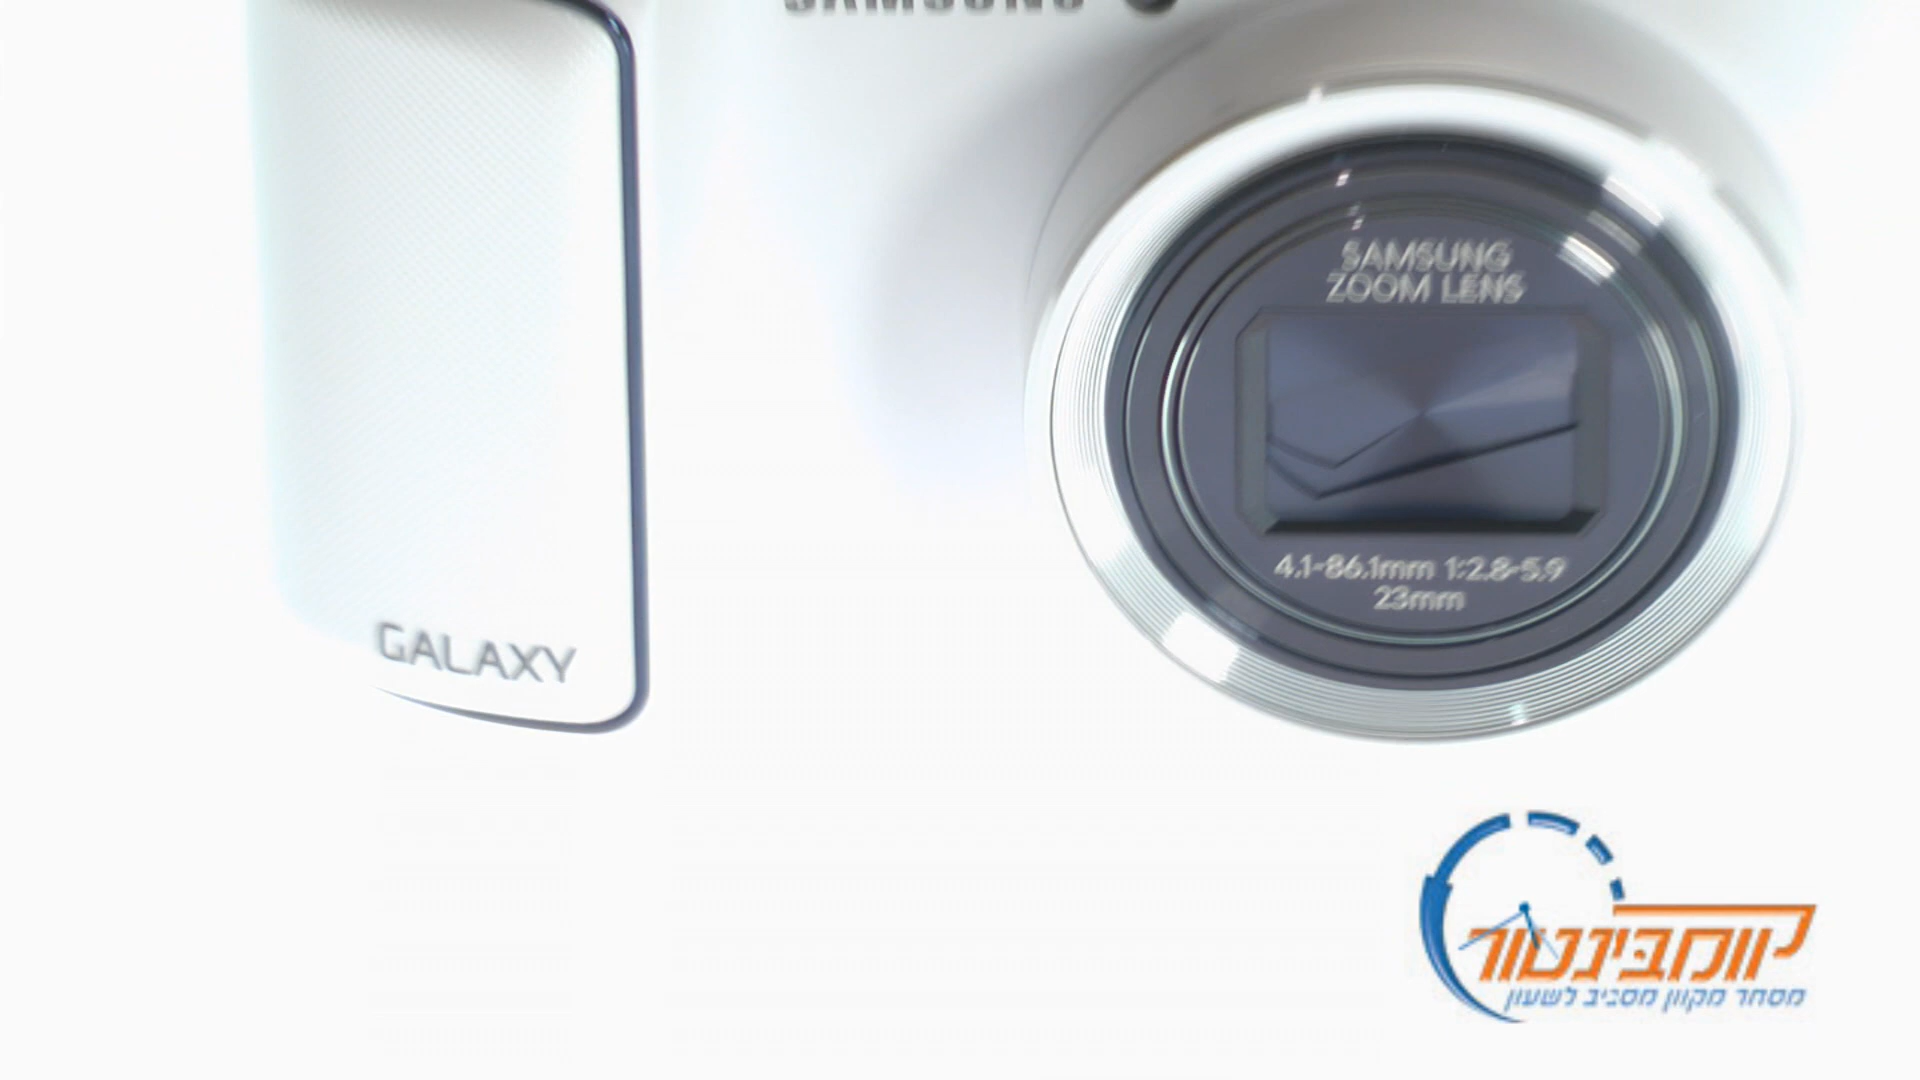 SAMSUNG
SAMSUNG
ZOOM LENS
4.1-86.1mm 1:2.8-5.9
23mm
GALAXY
קומבינטור
מסחר מקוון מסביב לשעון